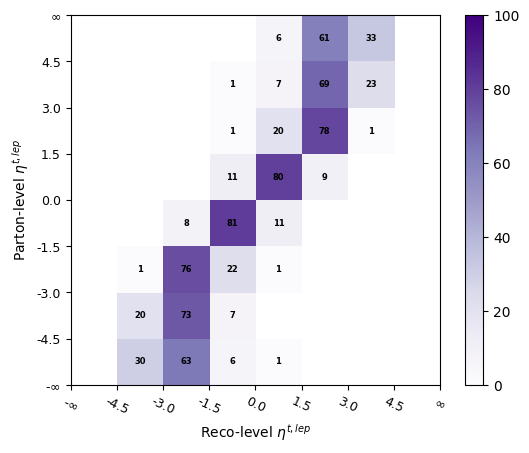 ∞
4.5
3.0
1.5
0.0
-1.5
-3.0
-4.5
-∞
Parton-level η^{t,lep}
6 61 33
1 7 69 23
1 20 78 1
11 80 9
8 81 11
1 76 22 1
20 73 7
30 63 6 1
-∞ -4.5 -3.0 -1.5 0.0 1.5 3.0 4.5 ∞
Reco-level η^{t,lep}
100
80
60
40
20
0